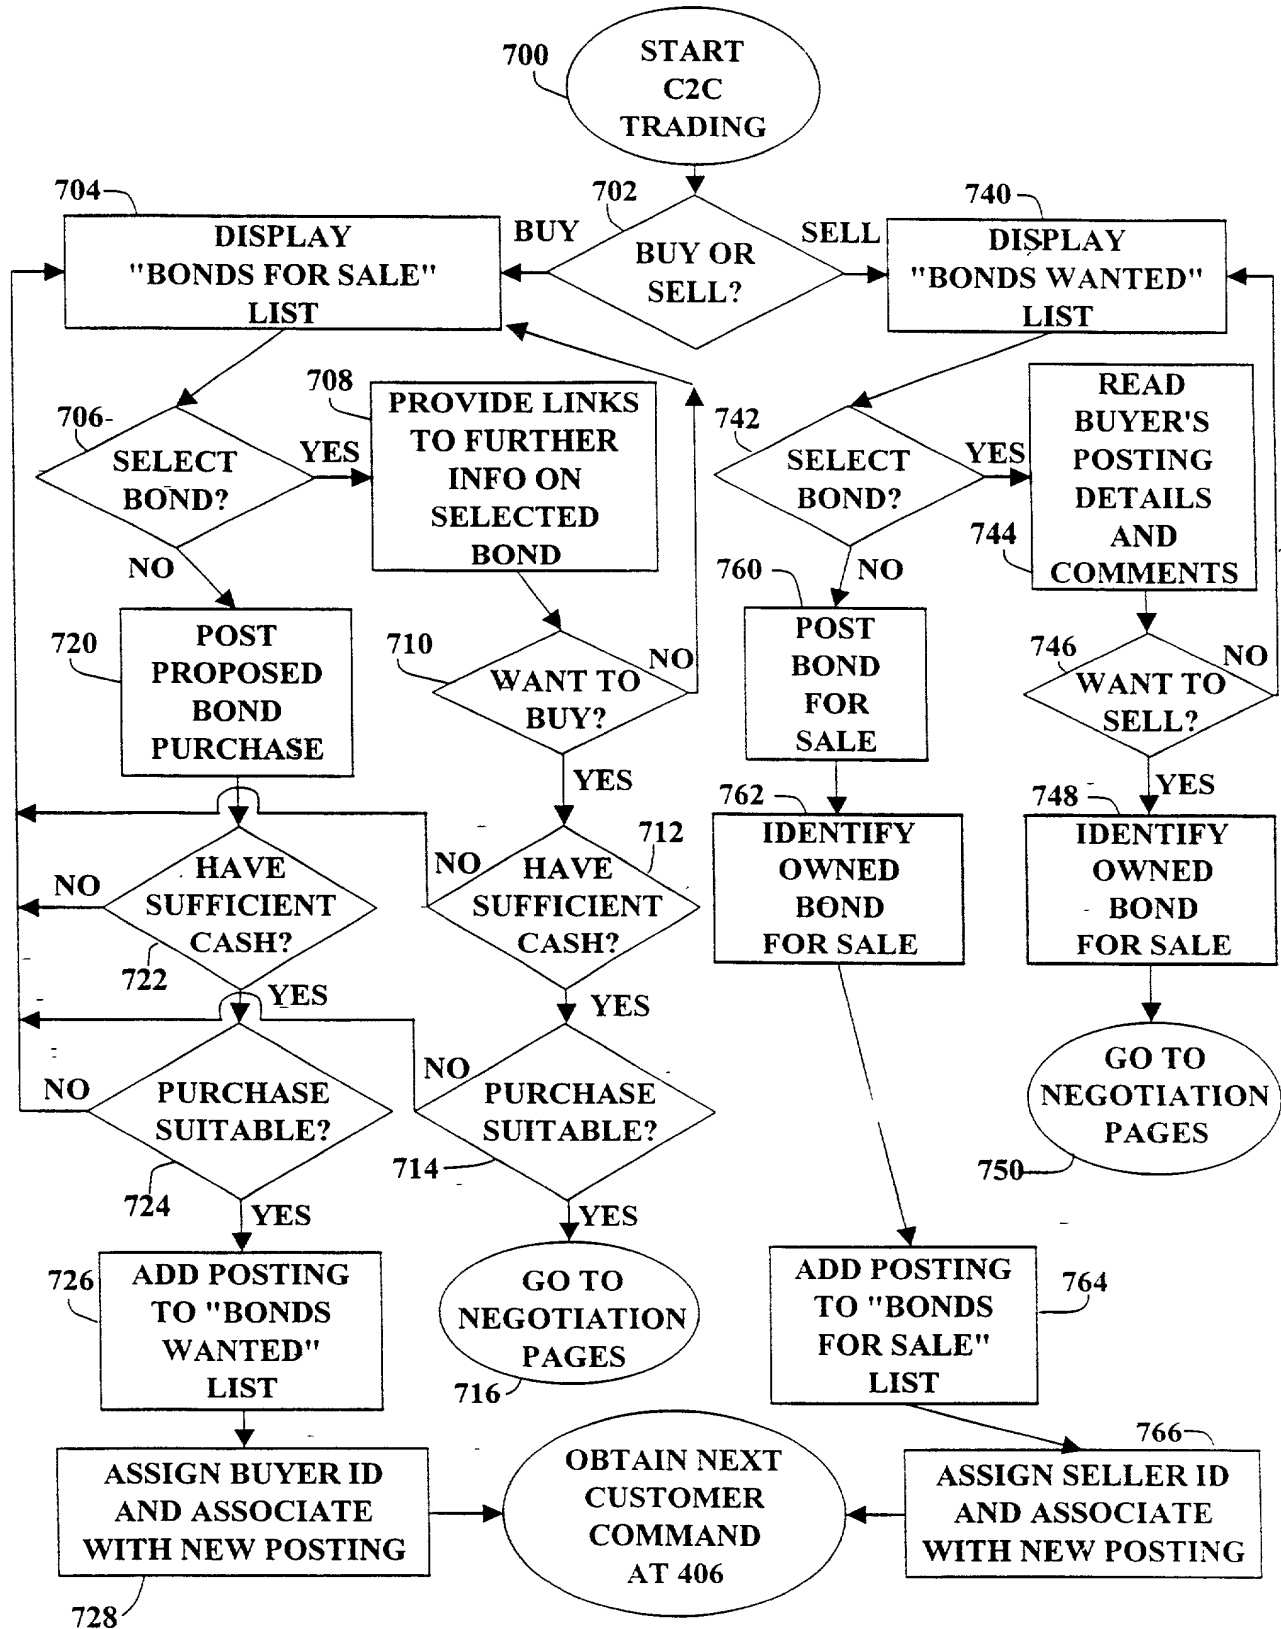 700
START
C2C
TRADING
702
BUY OR
SELL?
BUY
SELL
704
DISPLAY
"BONDS FOR SALE"
LIST
740
DISPLAY
"BONDS WANTED"
LIST
706
SELECT
BOND?
YES
NO
708
PROVIDE LINKS
TO FURTHER
INFO ON
SELECTED
BOND
742
SELECT
BOND?
YES
NO
744
READ
BUYER'S
POSTING
DETAILS
AND
COMMENTS
720
POST
PROPOSED
BOND
PURCHASE
710
WANT TO
BUY?
NO
YES
760
POST
BOND
FOR
SALE
746
WANT TO
SELL?
NO
YES
722
HAVE
SUFFICIENT
CASH?
NO
YES
712
HAVE
SUFFICIENT
CASH?
NO
YES
762
IDENTIFY
OWNED
BOND
FOR SALE
748
IDENTIFY
OWNED
BOND
FOR SALE
724
PURCHASE
SUITABLE?
NO
YES
714
PURCHASE
SUITABLE?
NO
YES
750
GO TO
NEGOTIATION
PAGES
726
ADD POSTING
TO "BONDS
WANTED"
LIST
716
GO TO
NEGOTIATION
PAGES
764
ADD POSTING
TO "BONDS
FOR SALE"
LIST
728
ASSIGN BUYER ID
AND ASSOCIATE
WITH NEW POSTING
OBTAIN NEXT
CUSTOMER
COMMAND
AT 406
766
ASSIGN SELLER ID
AND ASSOCIATE
WITH NEW POSTING